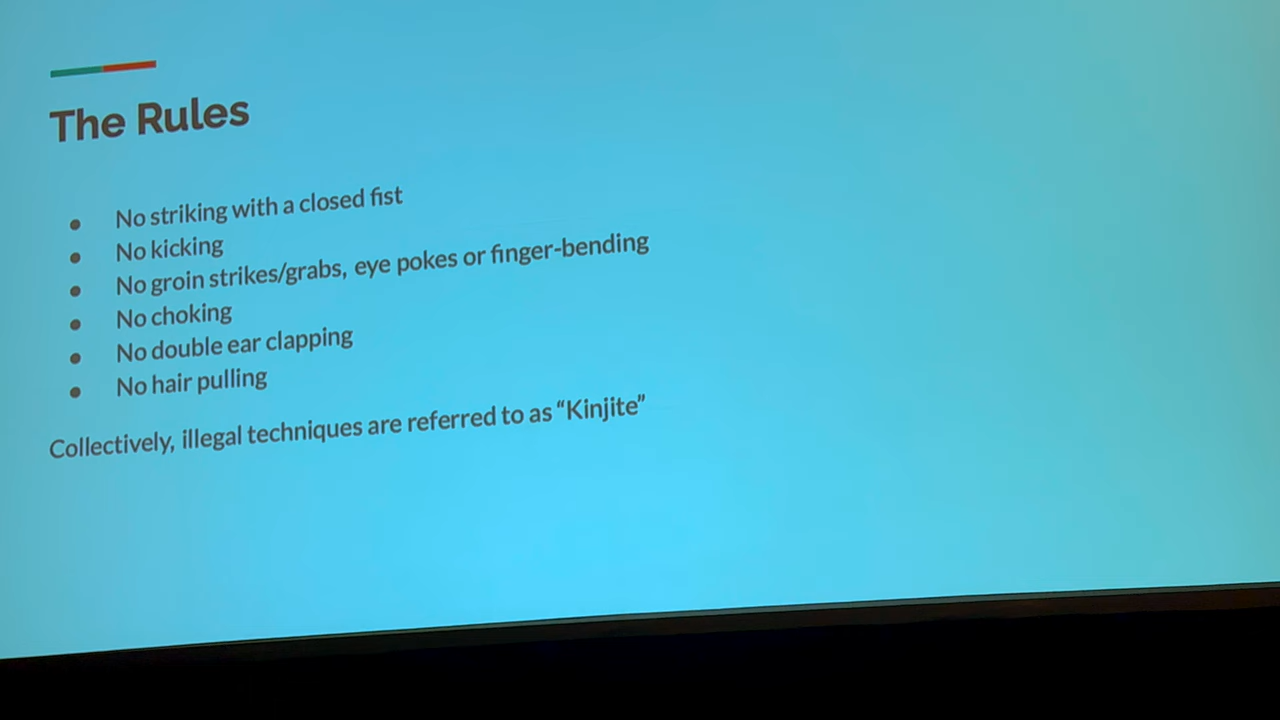 The Rules
● No striking with a closed fist
● No kicking
● No groin strikes/grabs, eye pokes or finger-bending
● No choking
● No double ear clapping
● No hair pulling
Collectively, illegal techniques are referred to as “Kinjite”